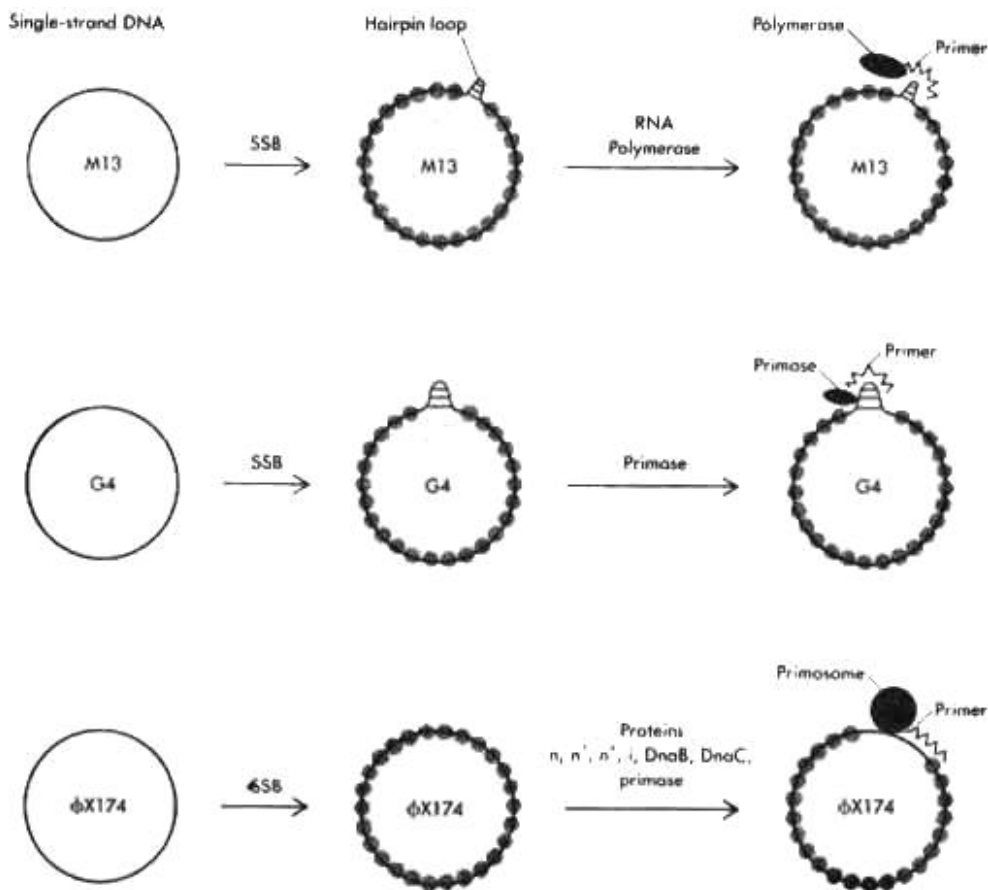 Single-strand DNA
Hairpin loop
Polymerase
Primer
M13
SSB
M13
RNA
Polymerase
M13
Primer
Primase
G4
SSB
G4
Primase
G4
Primosome
Primer
Proteins
n, n', n", i, DnaB, DnaC,
primase
ϕX174
SSB
ϕX174
ϕX174